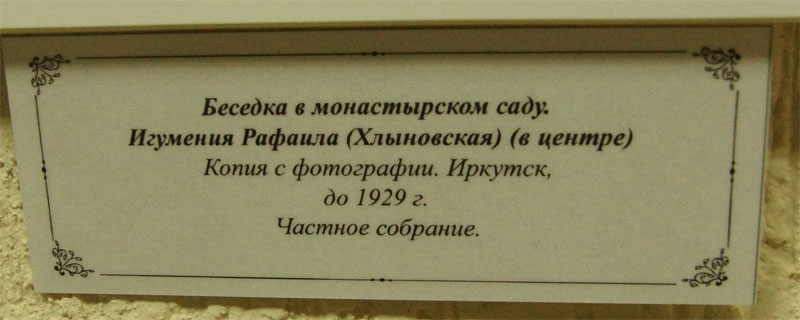 Беседка в монастырском саду.
Игумения Рафаила (Хлыновская) (в центре)
Копия с фотографии. Иркутск,
до 1929 г.
Частное собрание.